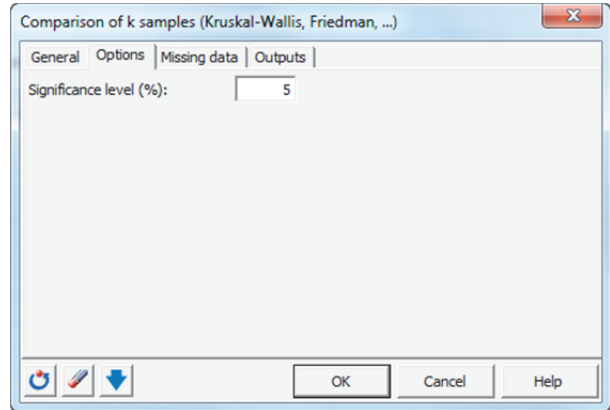 Comparison of k samples (Kruskal-Wallis, Friedman, ...)
General Options Missing data Outputs
Significance level (%): 5
OK Cancel Help